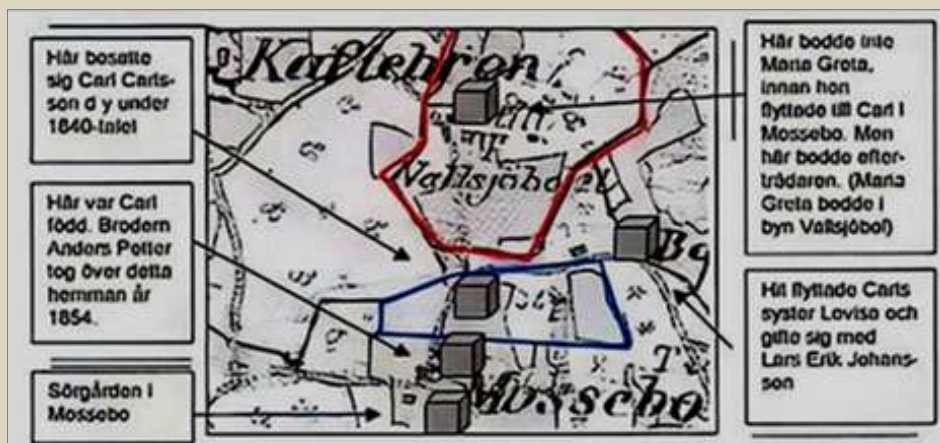 Här bosatte
sig Carl Carls-
son d y under
1840-talet
Här var Carl
född. Brodern
Anders Petter
tog över detta
hemman år
1854.
Sörgården i
Mossebo
Kaflehren
Vallsjöbo
Mossebo
Här bodde inte
Maria Greta,
innan hon
flyttade till Carl i
Mossebo. Men
här bodde efter-
trädaren. (Maria
Greta bodde i
byn Vallsjöbo!)
Hit flyttade Carls
syster Lovisa och
gifte sig med
Lars Erik Johans-
son